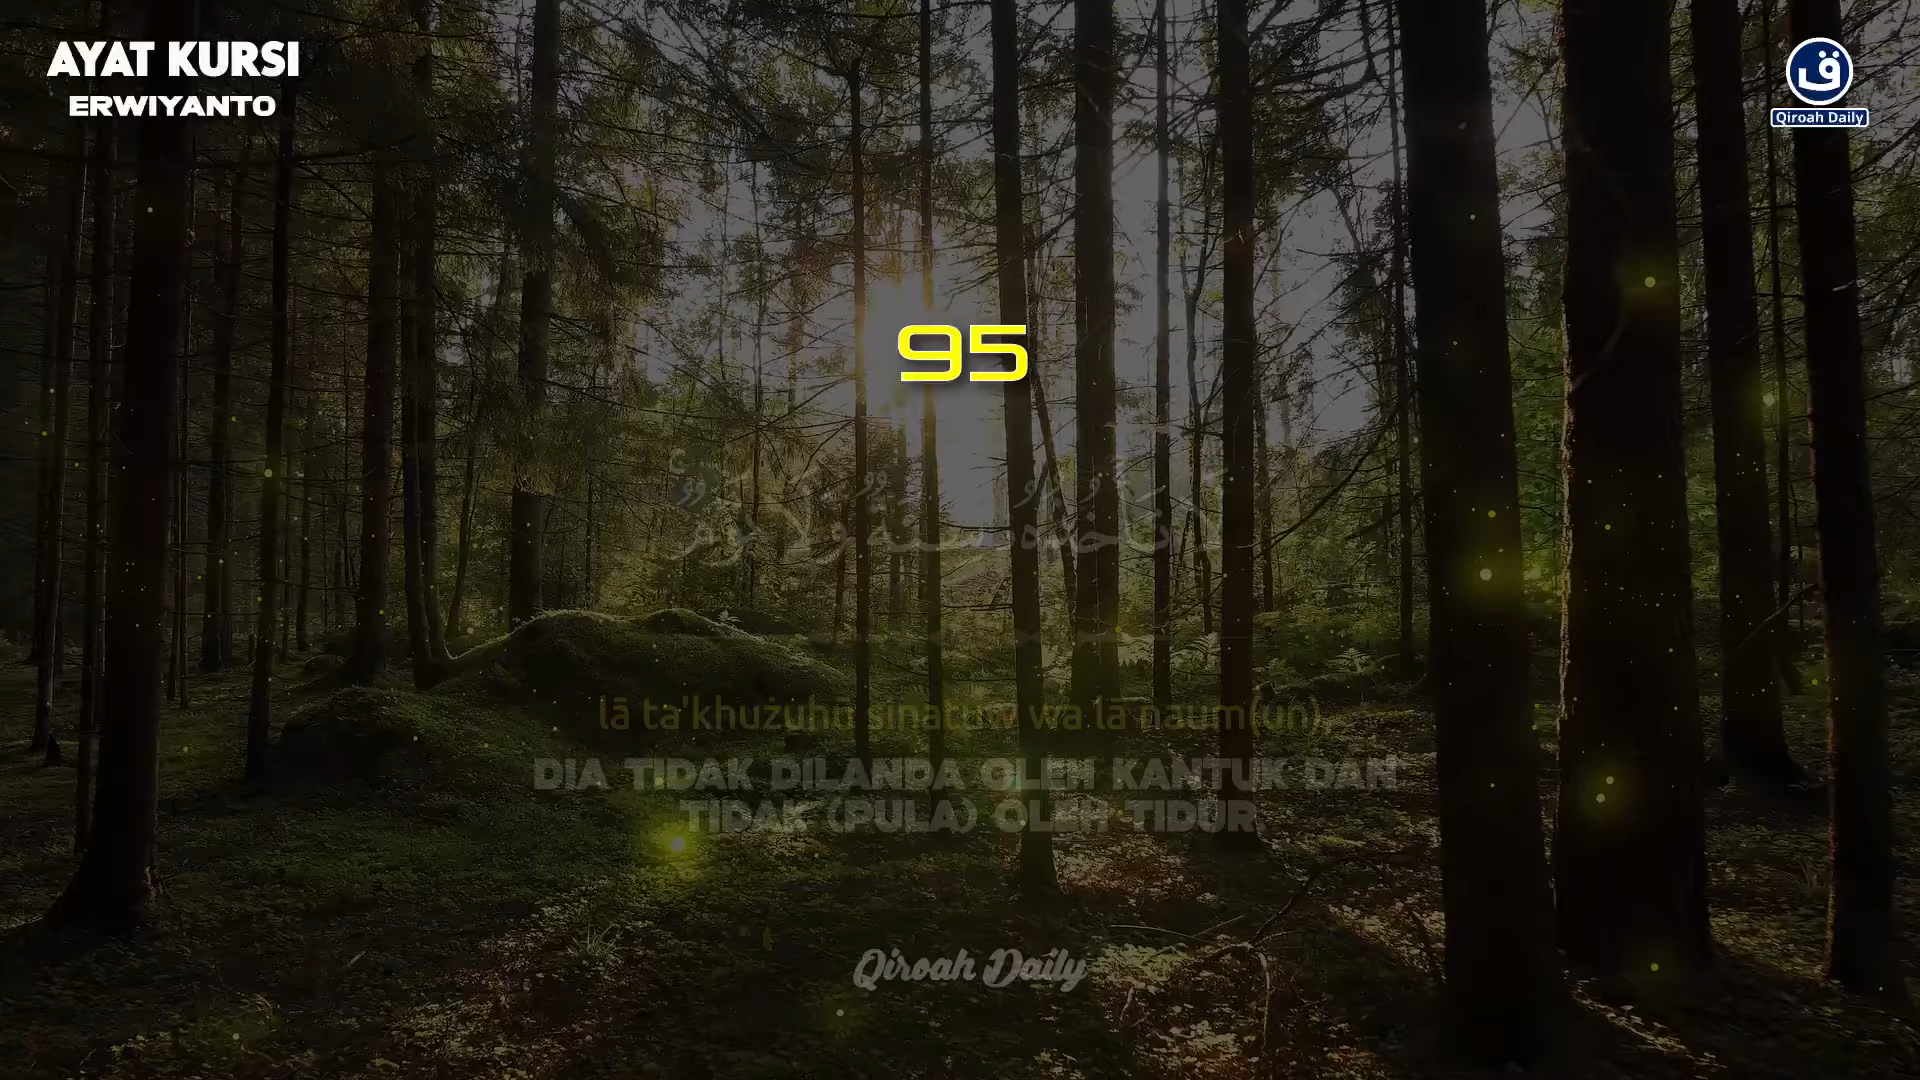 AYAT KURSI
ERWIYANTO
ق
Qiroah Daily
95
لَا تَأْخُذُهٗ سِنَةٌ وَّلَا نَوْمٌۗ
lā ta'khużuhū sinatuw wa lā naum(un),
DIA TIDAK DILANDA OLEH KANTUK DAN
TIDAK (PULA) OLEH TIDUR.
Qiroah Daily